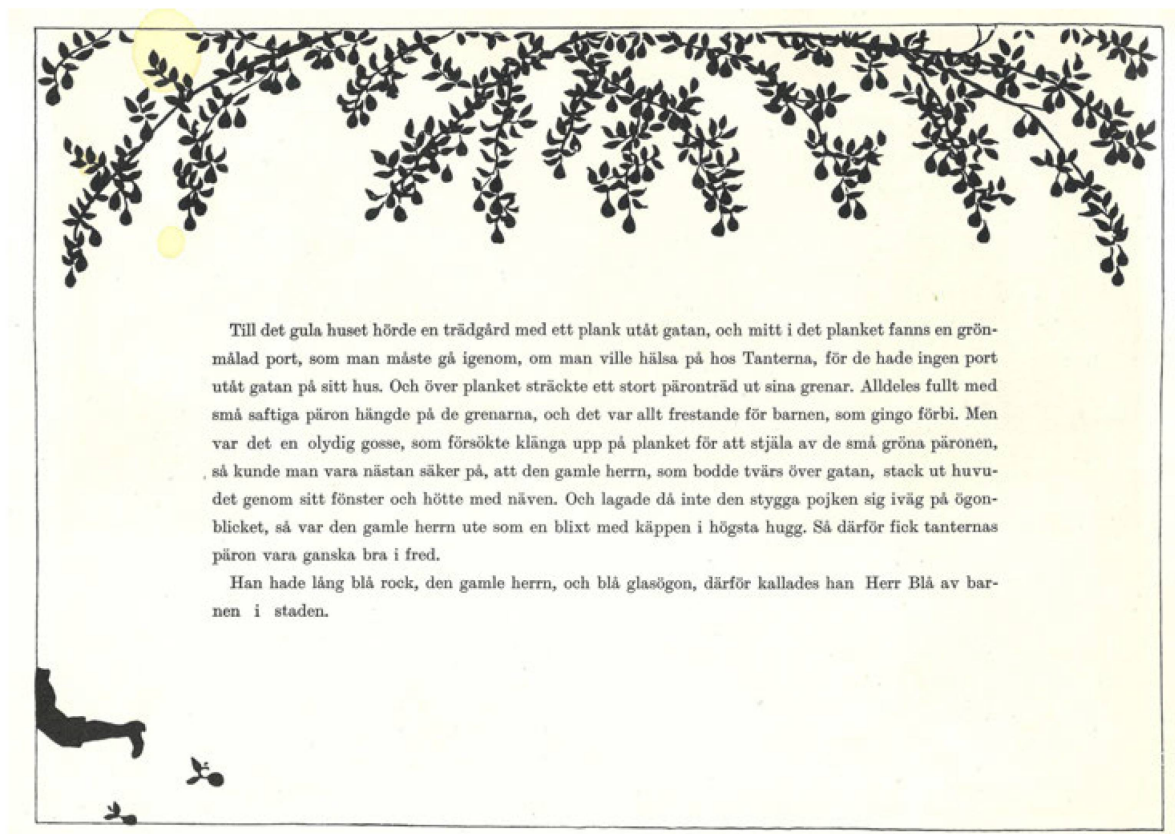 Till det gula huset hörde en trädgård med ett plank utåt gatan, och mitt i det planket fanns en grön-
målad port, som man måste gå igenom, om man ville hälsa på hos Tanterna, för de hade ingen port
utåt gatan på sitt hus. Och över planket sträckte ett stort päronträd ut sina grenar. Alldeles fullt med
små saftiga päron hängde på de grenarna, och det var allt frestande för barnen, som gingo förbi. Men
var det en olydig gosse, som försökte klänga upp på planket för att stjäla av de små gröna päronen,
så kunde man vara nästan säker på, att den gamle herrn, som bodde tvärs över gatan, stack ut huvu-
det genom sitt fönster och hötte med näven. Och lagade då inte den stygga pojken sig iväg på ögon-
blicket, så var den gamle herrn ute som en blixt med käppen i högsta hugg. Så därför fick tanternas
päron vara ganska bra i fred.
Han hade lång blå rock, den gamle herrn, och blå glasögon, därför kallades han Herr Blå av bar-
nen i staden.